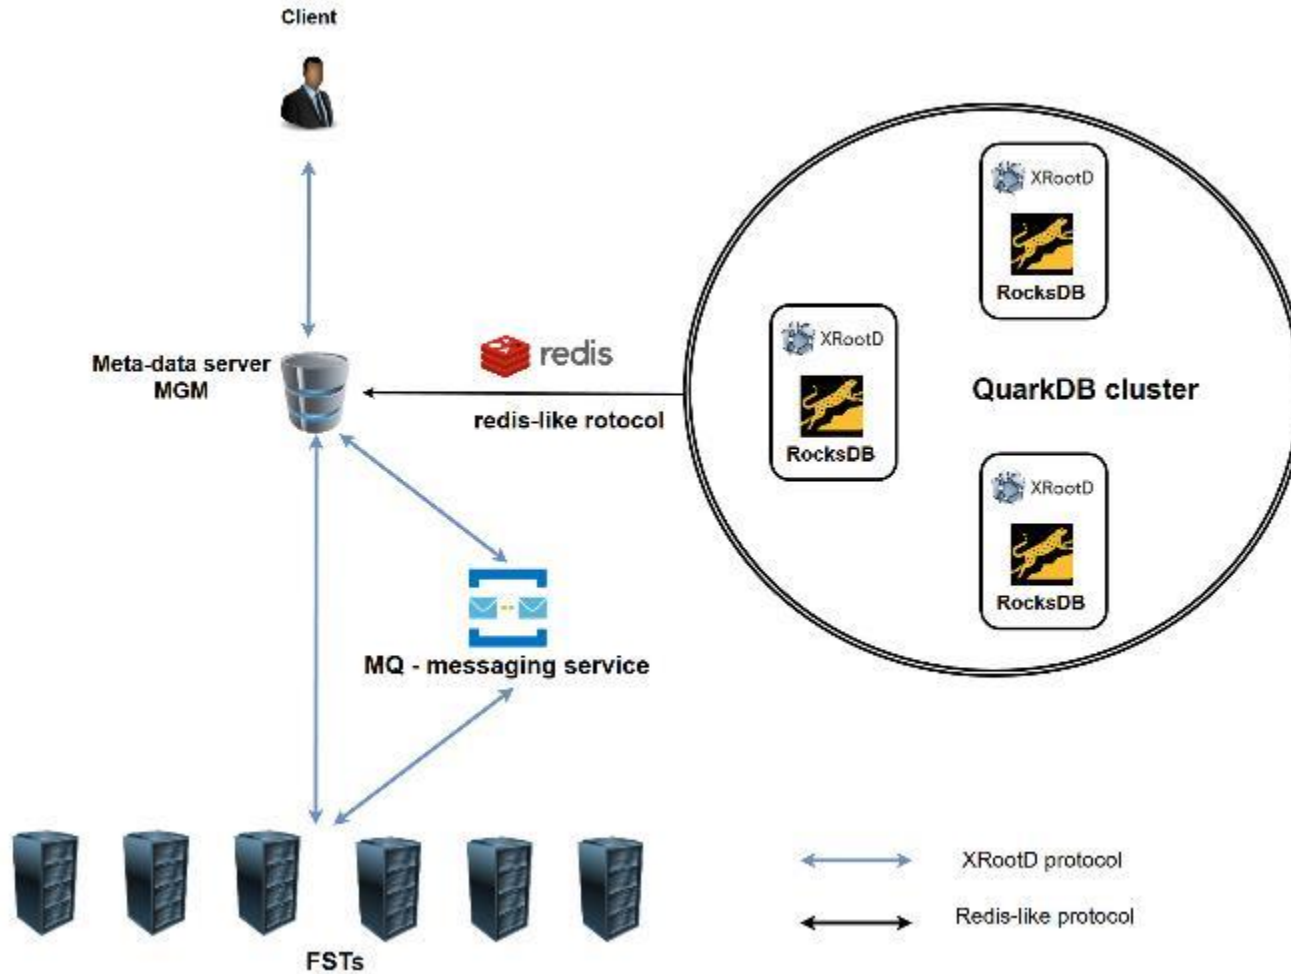 Client
XRootD
RocksDB
Meta-data server
MGM
redis
redis-like rotocol
XRootD
RocksDB
QuarkDB cluster
XRootD
RocksDB
MQ - messaging service
XRootD protocol
Redis-like protocol
FSTs